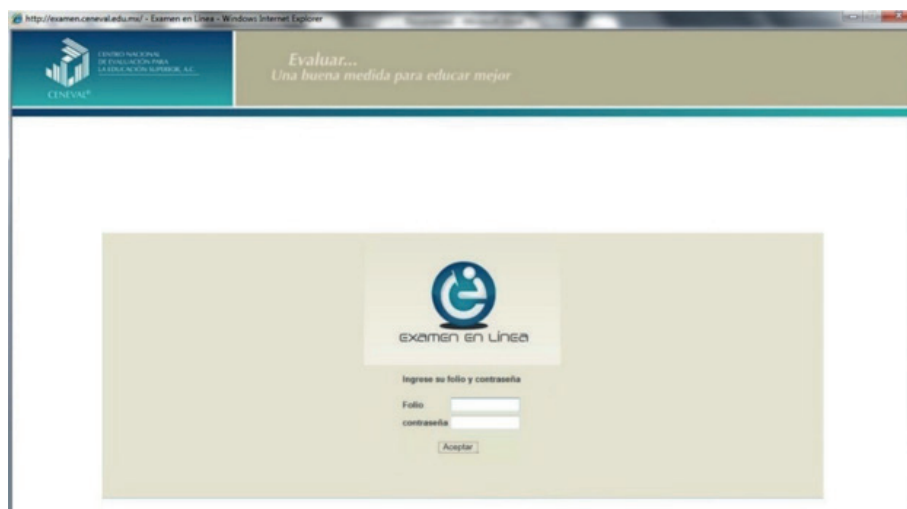 http://examen.ceneval.edu.mx/ - Examen en Línea - Windows Internet Explorer
CENTRO NACIONAL
DE EVALUACIÓN PARA
LA EDUCACIÓN SUPERIOR, A.C.
CENEVAL®
Evaluar...
Una buena medida para educar mejor
examen en Línea
Ingrese su folio y contraseña
Folio
contraseña
Aceptar